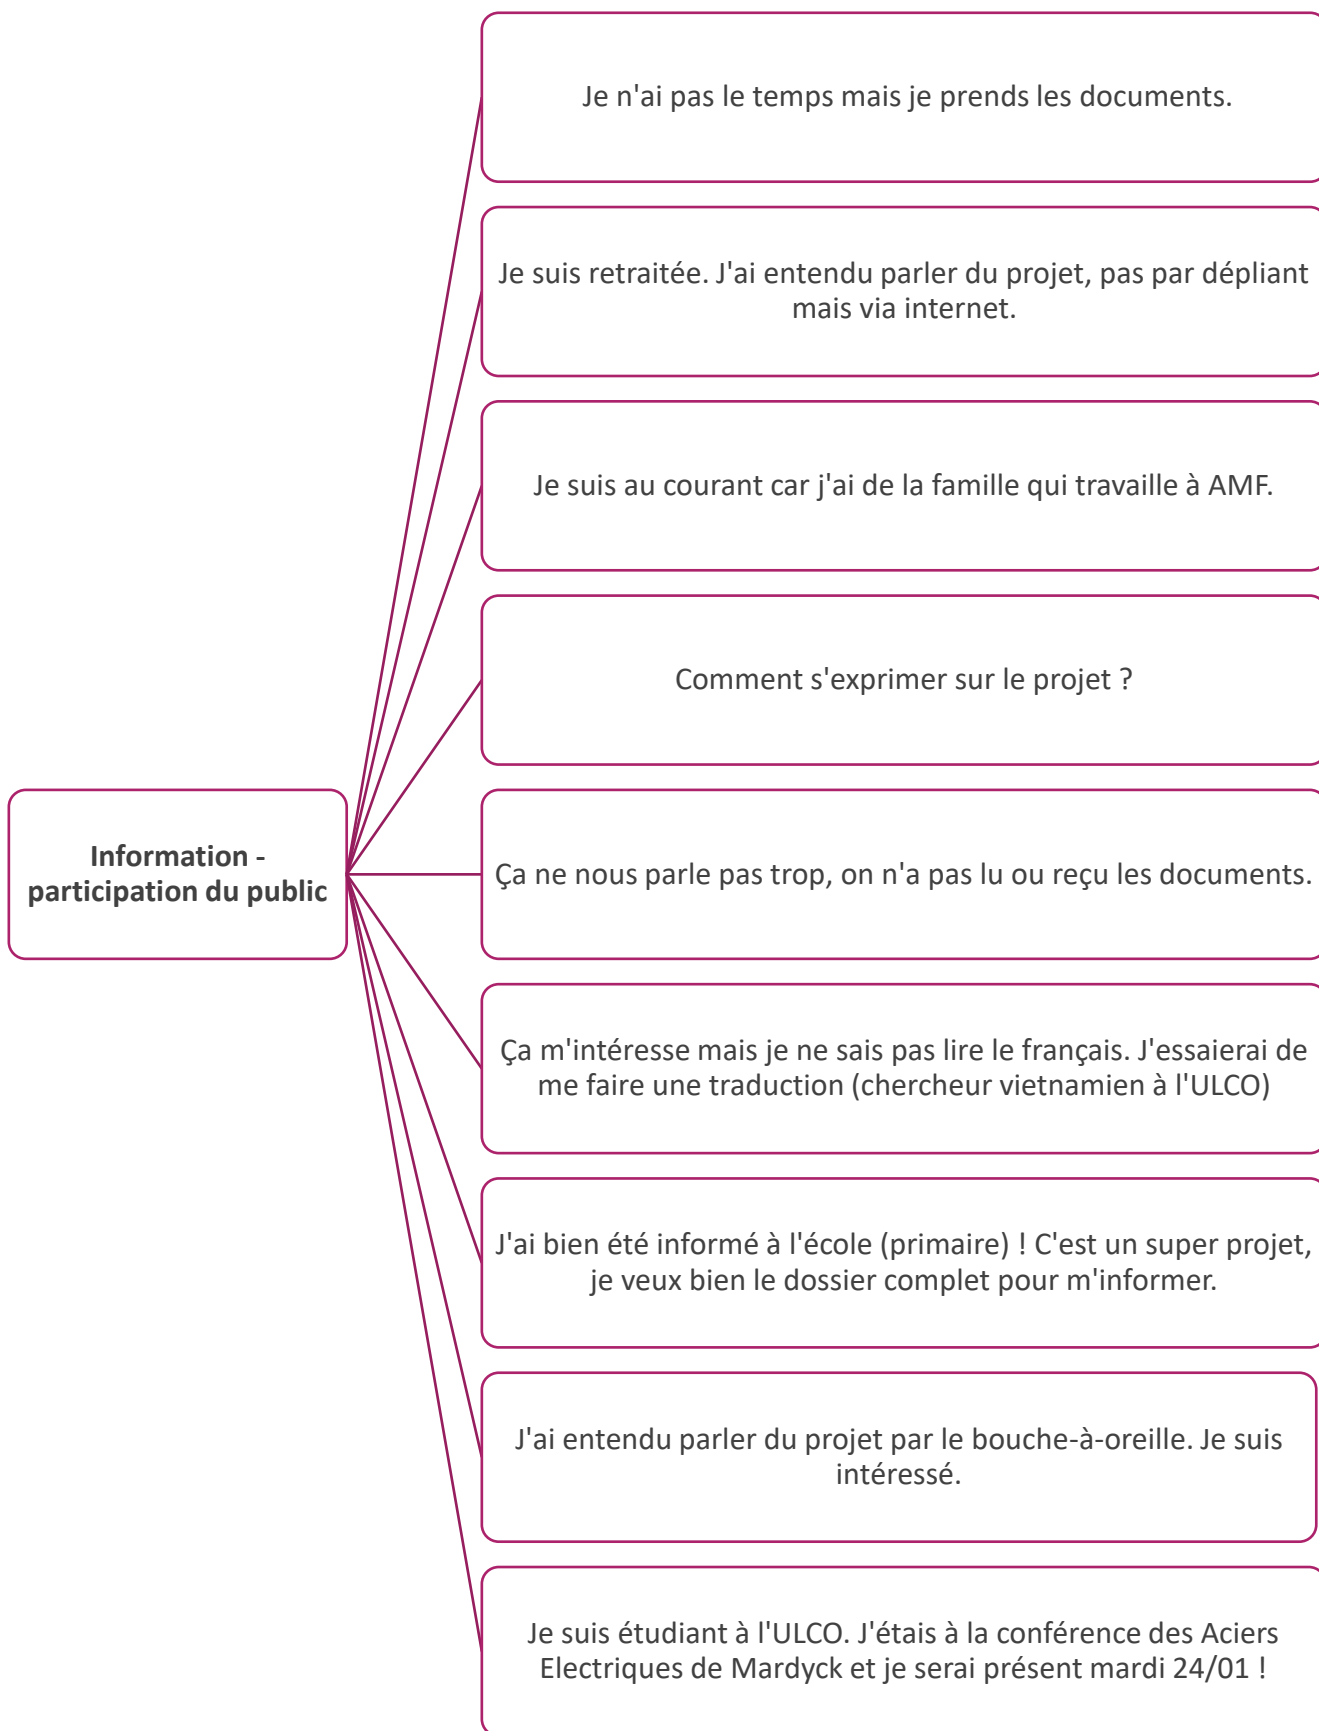 Je n'ai pas le temps mais je prends les documents.
Je suis retraitée. J'ai entendu parler du projet, pas par dépliant
mais via internet.
Je suis au courant car j'ai de la famille qui travaille à AMF.
Comment s'exprimer sur le projet ?
Information -
participation du public
Ça ne nous parle pas trop, on n'a pas lu ou reçu les documents.
Ça m'intéresse mais je ne sais pas lire le français. J'essaierai de
me faire une traduction (chercheur vietnamien à l'ULCO)
J'ai bien été informé à l'école (primaire) ! C'est un super projet,
je veux bien le dossier complet pour m'informer.
J'ai entendu parler du projet par le bouche-à-oreille. Je suis
intéressé.
Je suis étudiant à l'ULCO. J'étais à la conférence des Aciers
Electriques de Mardyck et je serai présent mardi 24/01 !